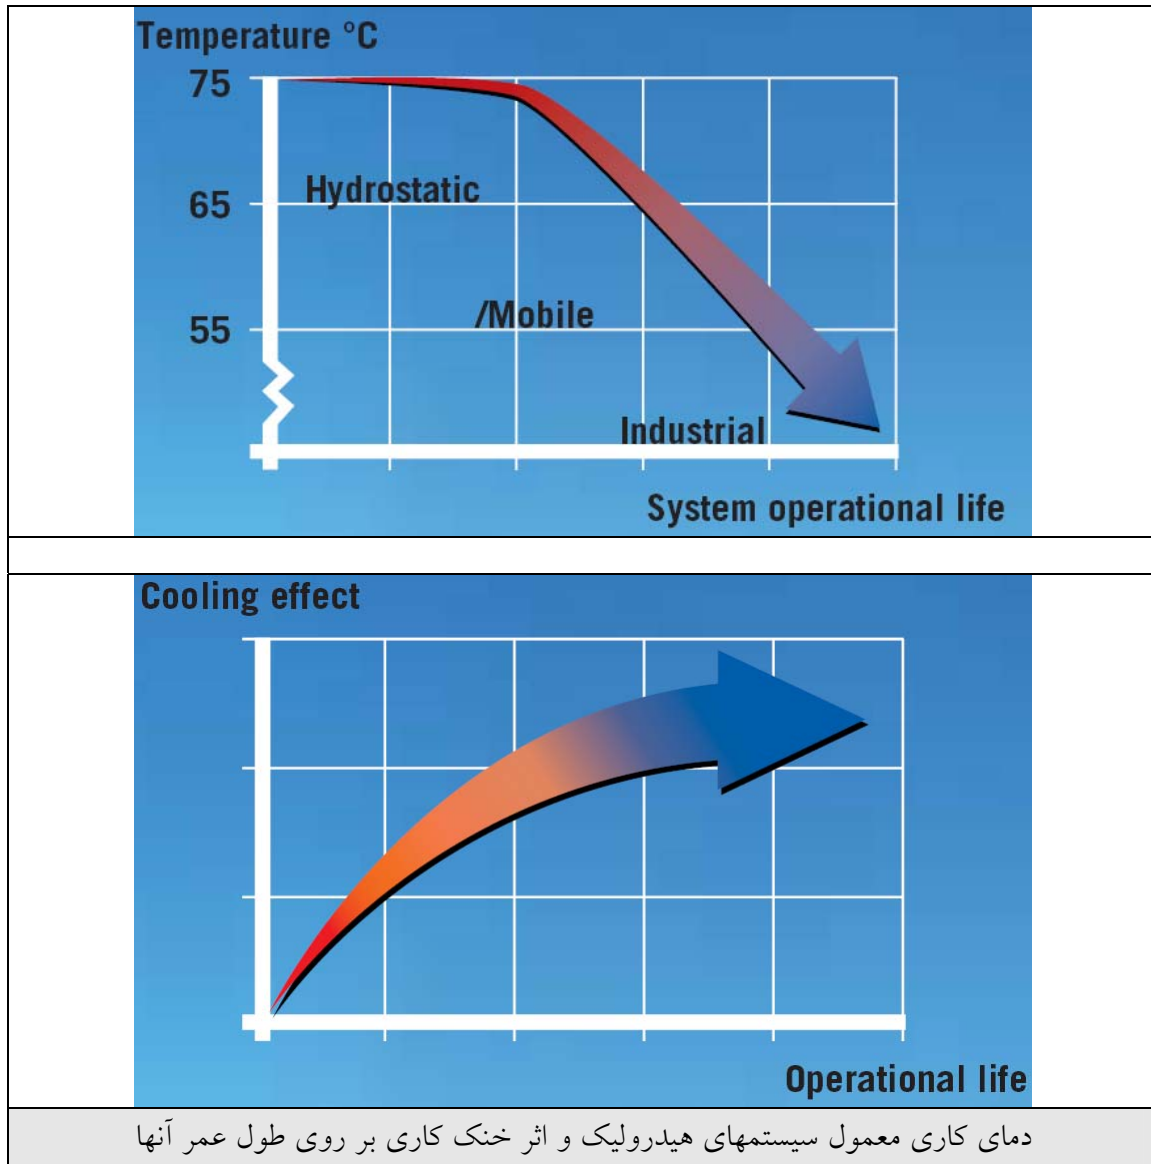 Temperature °C
75
Hydrostatic
65
/Mobile
55
Industrial
System operational life
Cooling effect
Operational life
دمای کاری معمول سیستمهای هیدرولیک و اثر خنک کاری بر روی طول عمر آنها